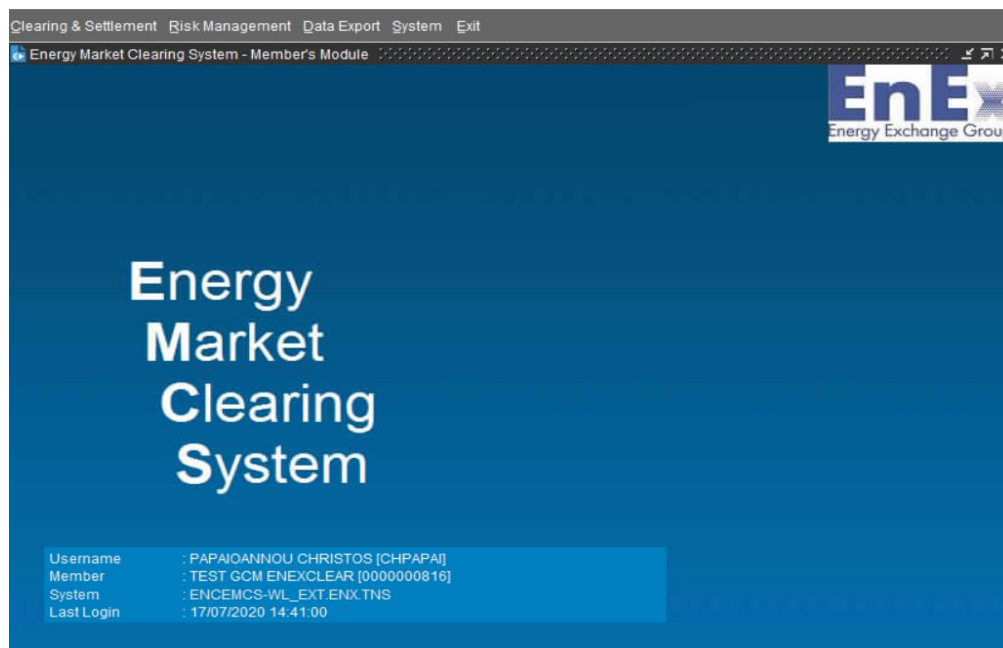 Clearing & Settlement Risk Management Data Export System Exit
Energy Market Clearing System - Member's Module
EnEx
Energy Exchange Grou
Energy
Market
Clearing
System
Username : PAPAIOANNOU CHRISTOS [CHPAPAI]
Member : TEST GCM ENEXCLEAR [0000000816]
System : ENCEMCS-WL_EXT.ENX.TNS
Last Login : 17/07/2020 14:41:00